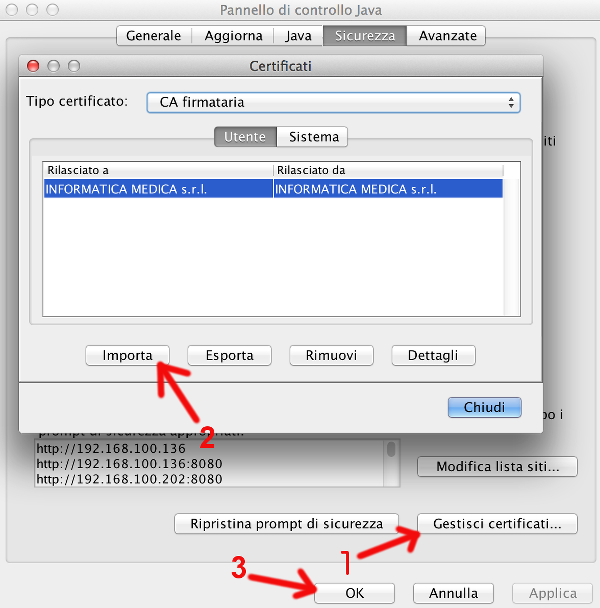 Pannello di controllo Java
Generale Aggiorna Java Sicurezza Avanzate
Certificati
Tipo certificato: CA firmataria
iti
Utente Sistema
Rilasciato a Rilasciato da
INFORMATICA MEDICA s.r.l. INFORMATICA MEDICA s.r.l.
Importa Esporta Rimuovi Dettagli
Chiudi
2
po i
prompt di sicurezza appropriati.
http://192.168.100.136
http://192.168.100.136:8080
http://192.168.100.202:8080
Modifica lista siti...
Ripristina prompt di sicurezza Gestisci certificati...
1
3
OK Annulla Applica